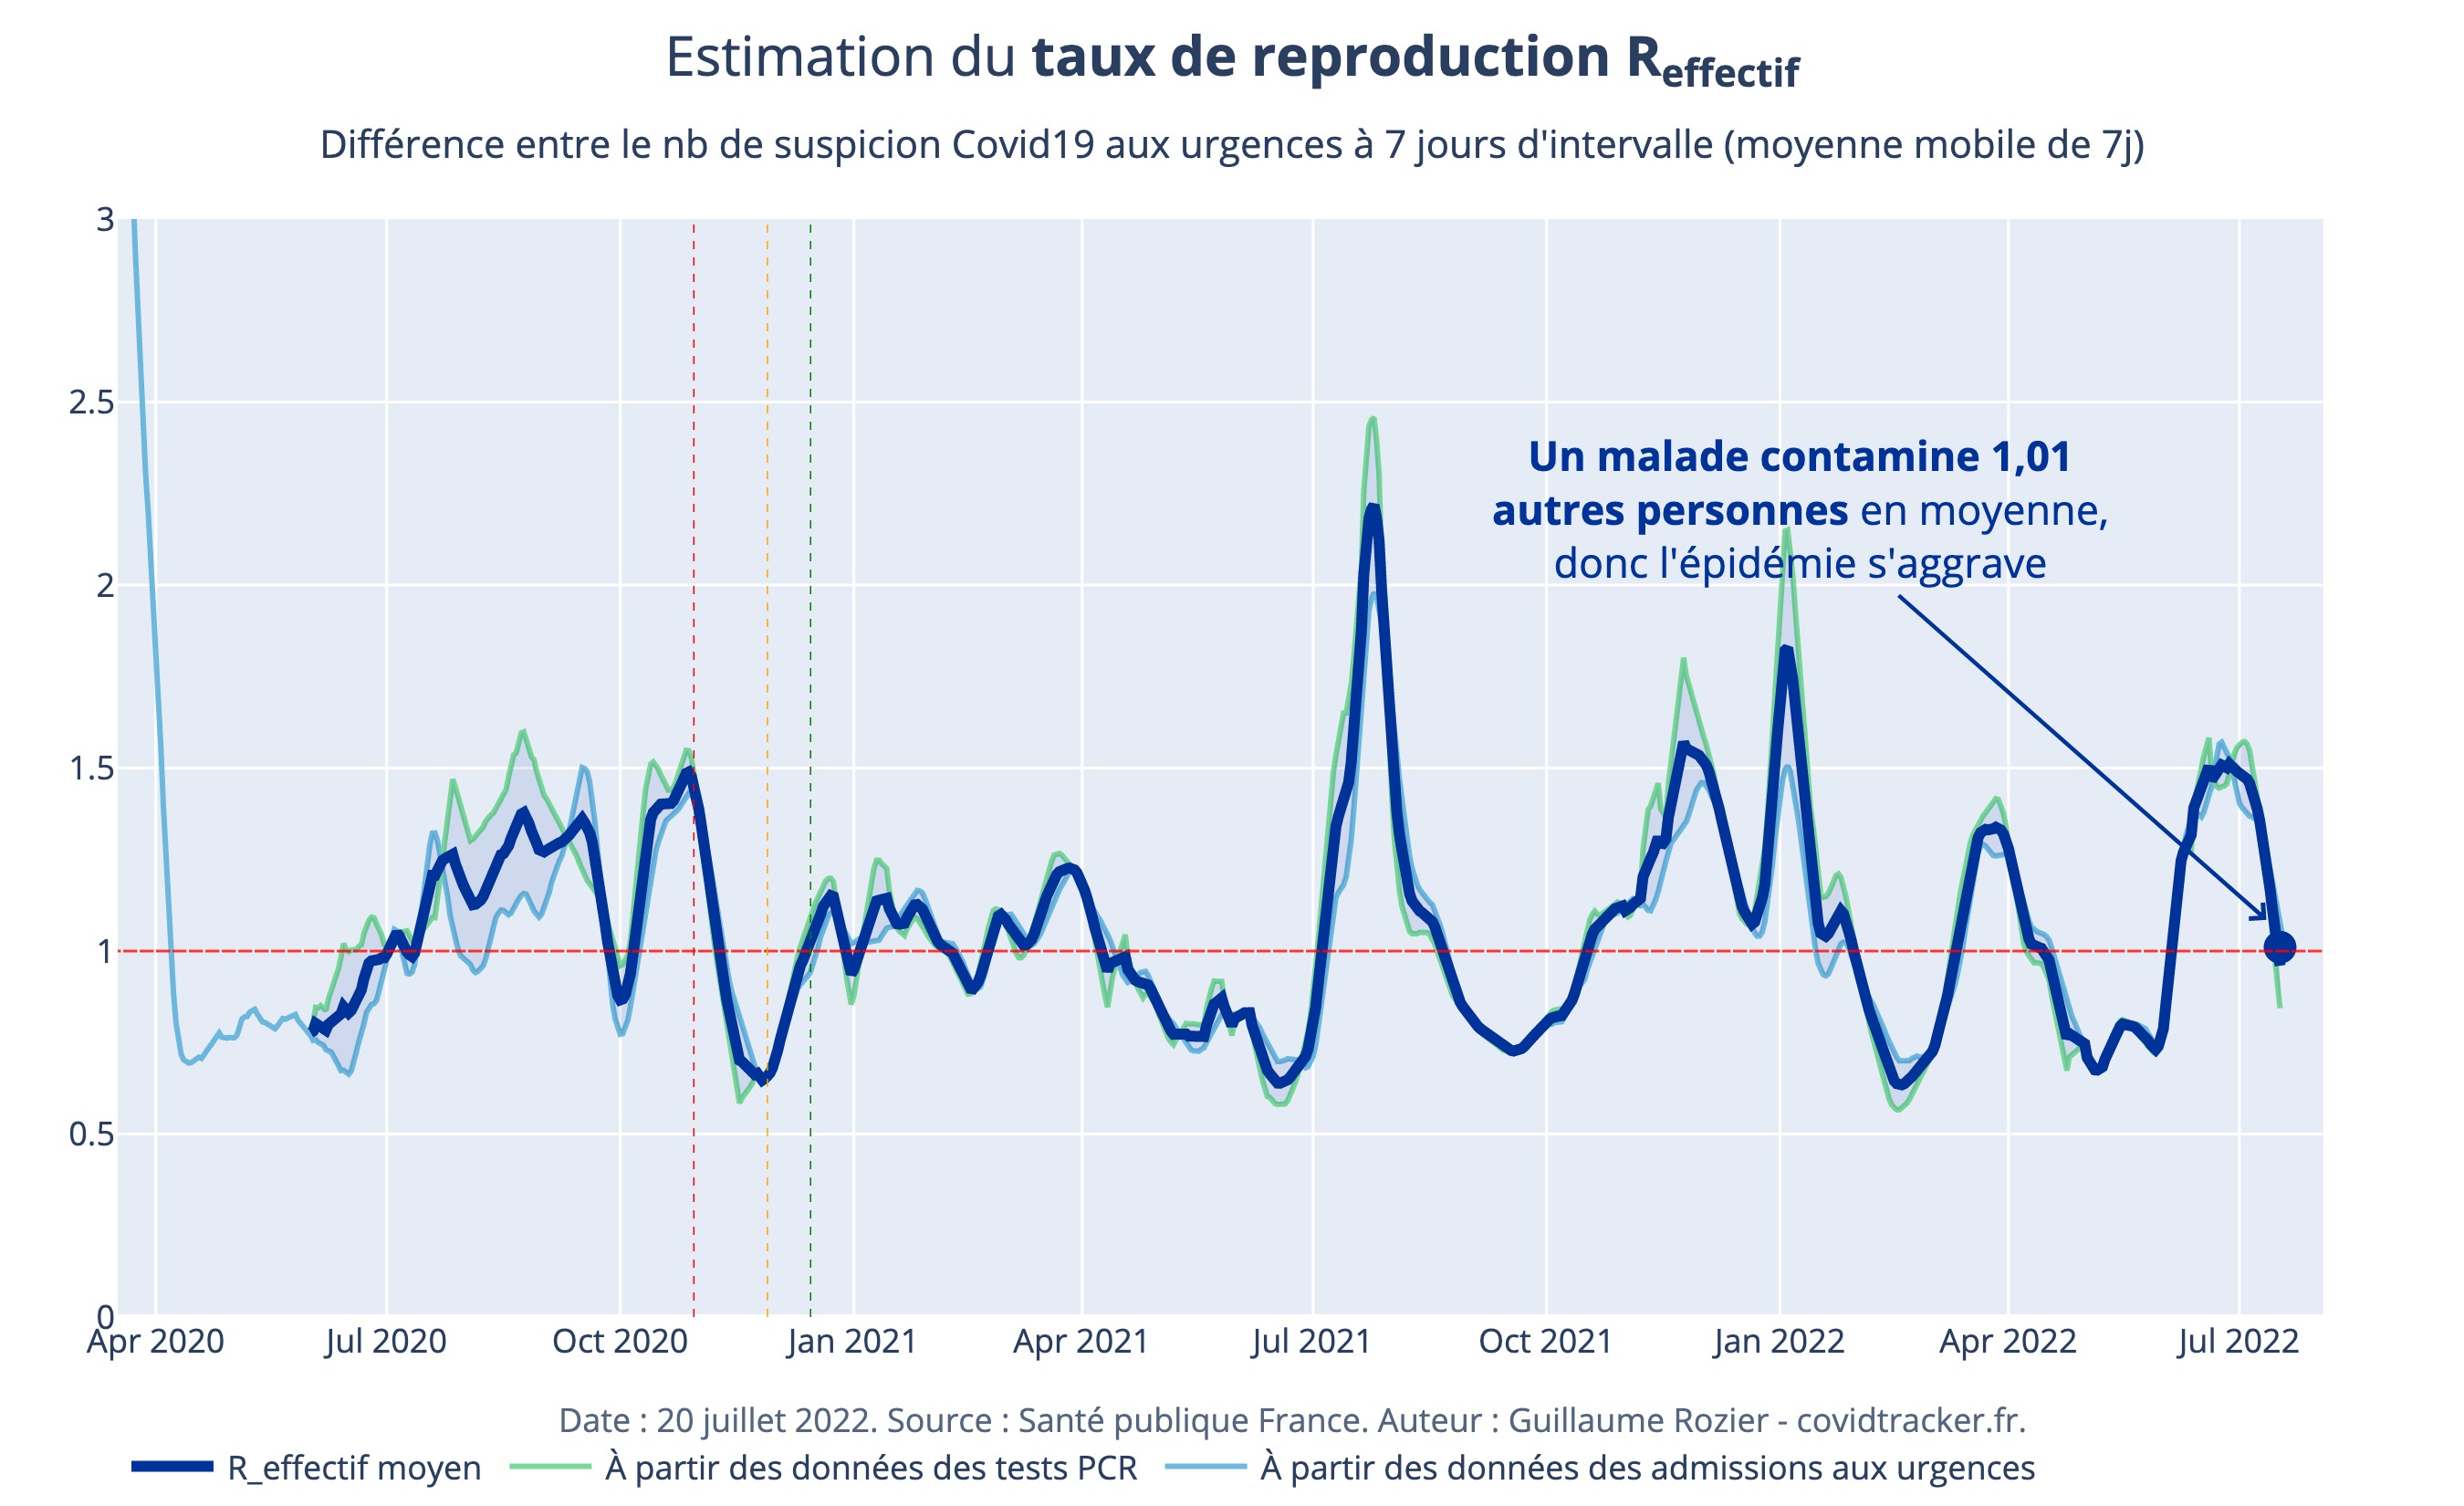 Estimation du taux de reproduction Reffectif
Différence entre le nb de suspicion Covid19 aux urgences à 7 jours d'intervalle (moyenne mobile de 7j)
3
2.5
2
1.5
1
0.5
0
Un malade contamine 1,01
autres personnes en moyenne,
donc l'épidémie s'aggrave
Apr 2020 Jul 2020 Oct 2020 Jan 2021 Apr 2021 Jul 2021 Oct 2021 Jan 2022 Apr 2022 Jul 2022
Date : 20 juillet 2022. Source : Santé publique France. Auteur : Guillaume Rozier - covidtracker.fr.
R_effectif moyen À partir des données des tests PCR À partir des données des admissions aux urgences